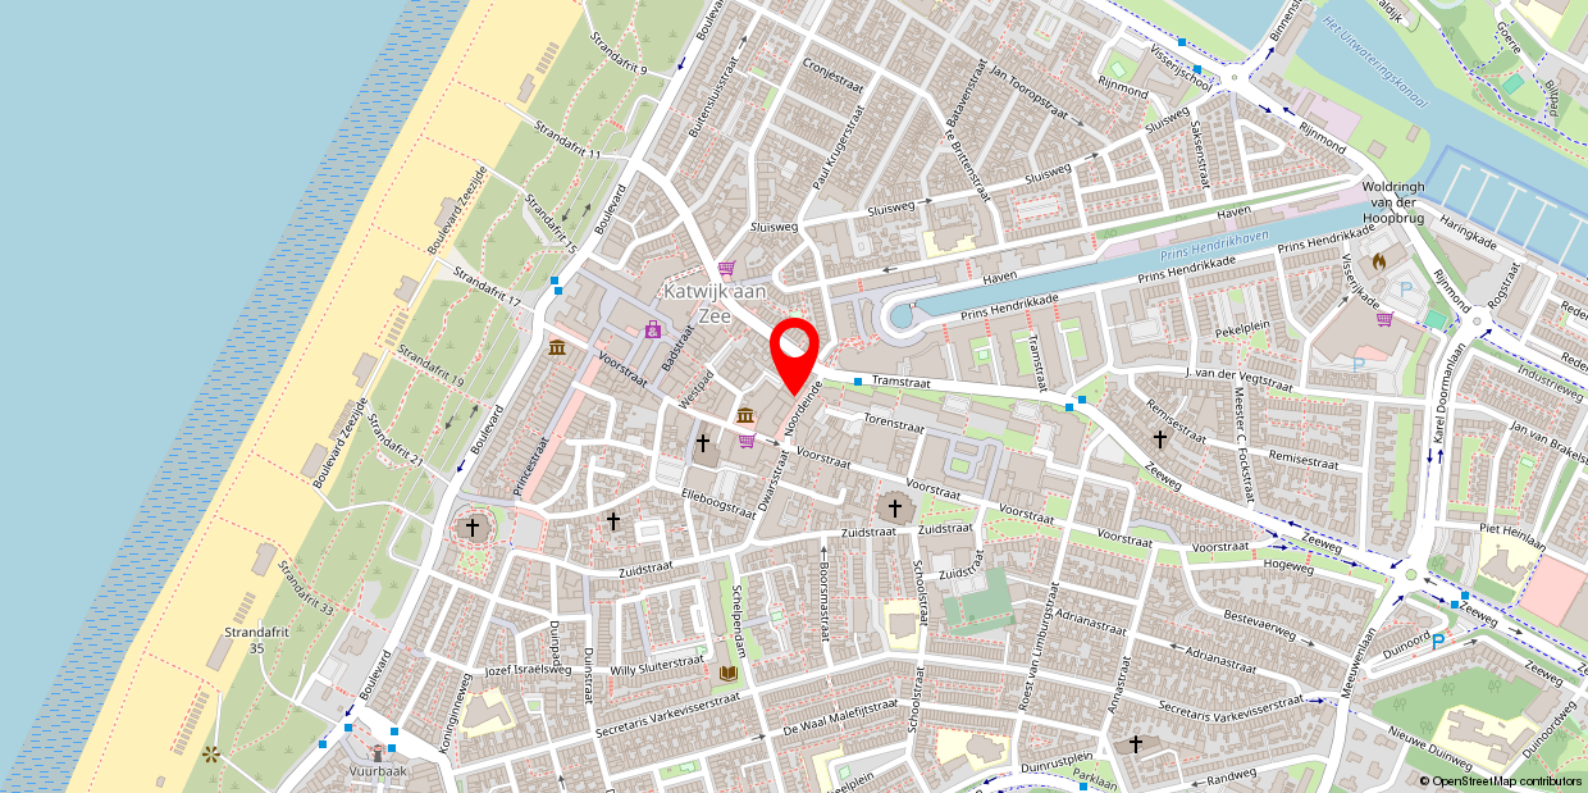 Strandafrit 9
Boulevard
Buitensluisstraat
Cronjéstraat
Batavenstraat
Jan Tooropstraat
Rijnmond
Visserijschool
Het Uitwateringskanaal
Goerie
Strandafrit 11
Paul Krugerstraat
te Brittenstraat
Sluisweg
Saksenstraat
Rijnmond
Boulevard Zeezijde
Strandafrit 15
Boulevard
Sluisweg
Sluisweg
Sluisweg
Haven
Woldringh
van der
Hoopbrug
Haringkade
Prins Hendrikhaven
Prins Hendrikkade
Prins Hendrikkade
Prins Hendrikkade
Haven
Visserijkade
Rijnmond
Rogstraat
Strandafrit 17
Katwijk aan
Zee
Badstraat
Voorstraat
Westpad
Tramstraat
Tramstraat
Pekelplein
J. van der Vegtstraat
Industrieweg
Karel Doormanlaan
Strandafrit 19
Boulevard Zeezijde
Strandafrit 21
Boulevard
Princestraat
Noordeinde
Torenstraat
Remisestraat
Remisestraat
Meester C. Fockstraat
Jan van Brakelstraat
Voorstraat
Dwarsstraat
Elleboogstraat
Voorstraat
Voorstraat
Voorstraat
Voorstraat
Zeeweg
Zeeweg
Piet Heinlaan
Zuidstraat
Zuidstraat
Zuidstraat
Zuidstraat
Hogeweg
Strandafrit 33
Strandafrit
35
Schelpendam
Boorsmastraat
Schoolstraat
Roest van Limburgstraat
Adrianastraat
Adrianastraat
Bestevaerweg
Zeeweg
Zeeweg
Duinoord
P
Meeuwenlaan
Duinpad
Duinstraat
Jozef Israëlsweg
Willy Sluiterstraat
Boulevard
Koninginneweg
Secretaris Varkevisserstraat
De Waal Malefijtstraat
Schoolstraat
Annastraat
Secretaris Varkevisserstraat
Nieuwe Duinweg
Duinoordweg
Vuurbaak
Duinrustplein
Parklaan
Randweg
© OpenStreetMap contributors